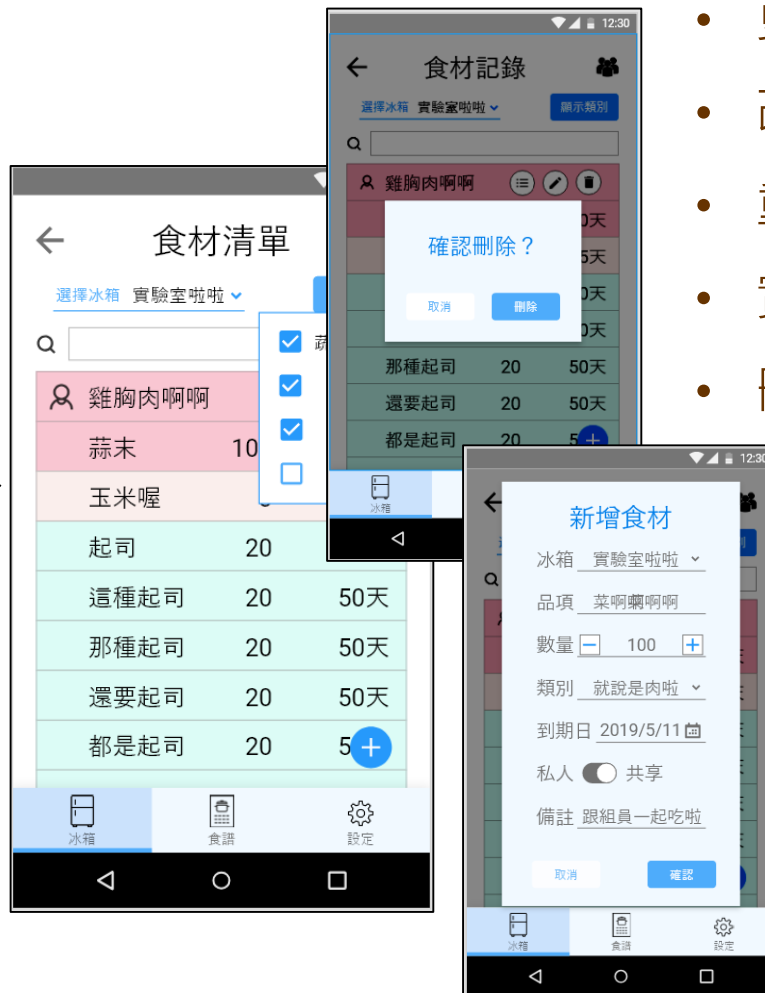 食材清單
選擇冰箱 實驗室啦啦
蔬
雞胸肉啊啊
蒜末 10
玉米喔
起司 20
這種起司 20 50天
那種起司 20 50天
還要起司 20 50天
都是起司 20 5
冰箱 食譜 設定
12:30
食材記錄
選擇冰箱 實驗室啦啦 顯示類別
雞胸肉啊啊
確認刪除？
取消 刪除
0天
5天
0天
0天
那種起司 20 50天
還要起司 20 50天
都是起司 20 5
冰箱
12:30
新增食材
冰箱 實驗室啦啦
數量 100
類別 就說是肉啦
到期日 2019/5/11
私人 共享
備註 跟組員一起吃啦
取消 確認
冰箱 食譜 設定